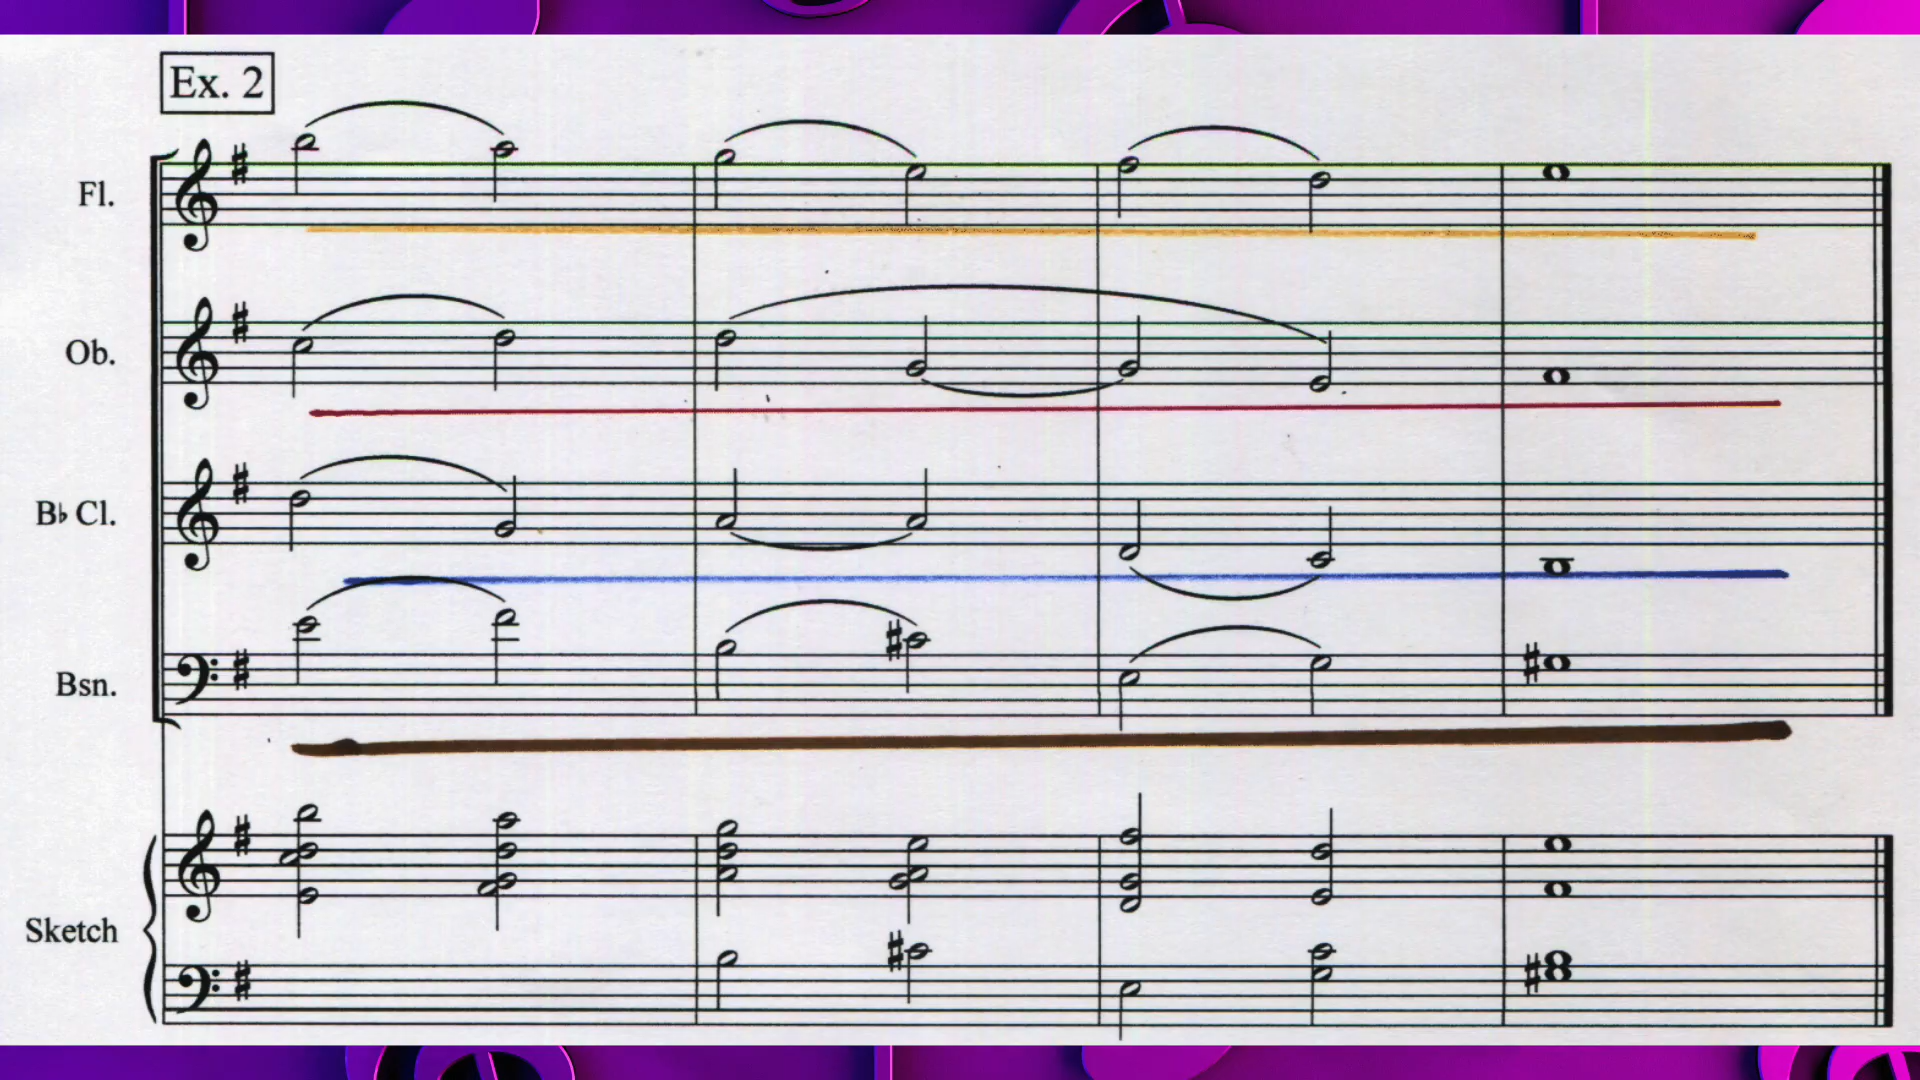 Ex. 2
Fl.
Ob.
B♭ Cl.
Bsn.
Sketch